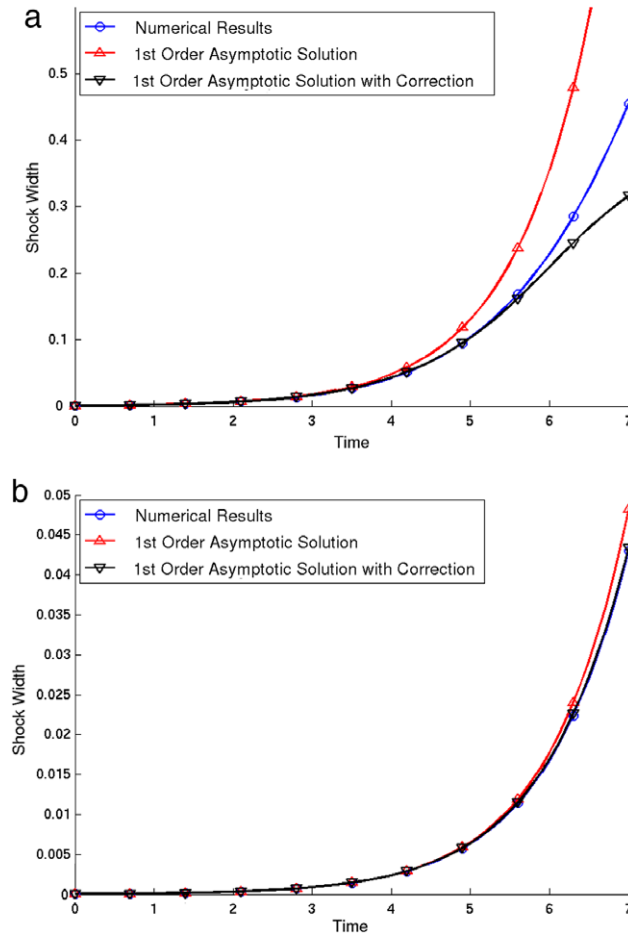 a
Numerical Results
1st Order Asymptotic Solution
1st Order Asymptotic Solution with Correction
0.5
0.4
0.3
0.2
0.1
0
Shock Width
0 1 2 3 4 5 6 7
Time
b
0.05
Numerical Results
1st Order Asymptotic Solution
1st Order Asymptotic Solution with Correction
0.045
0.04
0.035
0.03
0.025
0.02
0.015
0.01
0.005
0
Shock Width
0 1 2 3 4 5 6 7
Time